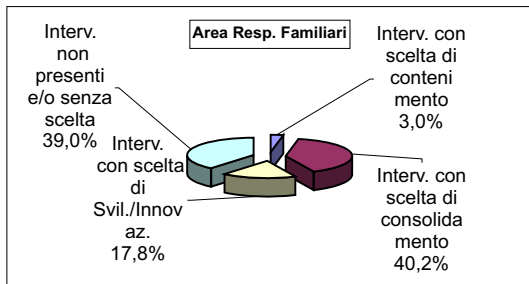 Area Resp. Familiari
Interv.
non
presenti
e/o senza
scelta
39,0%
Interv.
con scelta
di
Svil./Innov
az.
17,8%
Interv. con
scelta di
conteni
mento
3,0%
Interv. con
scelta di
consolida
mento
40,2%